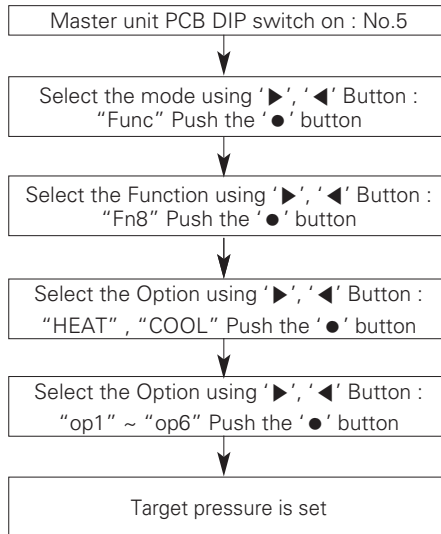 Master unit PCB DIP switch on : No.5
Select the mode using ‘▶’, ‘◀’ Button :
“Func” Push the ‘●’ button
Select the Function using ‘▶’, ‘◀’ Button :
“Fn8” Push the ‘●’ button
Select the Option using ‘▶’, ‘◀’ Button :
“HEAT” , “COOL” Push the ‘●’ button
Select the Option using ‘▶’, ‘◀’ Button :
“op1” ~ “op6” Push the ‘●’ button
Target pressure is set